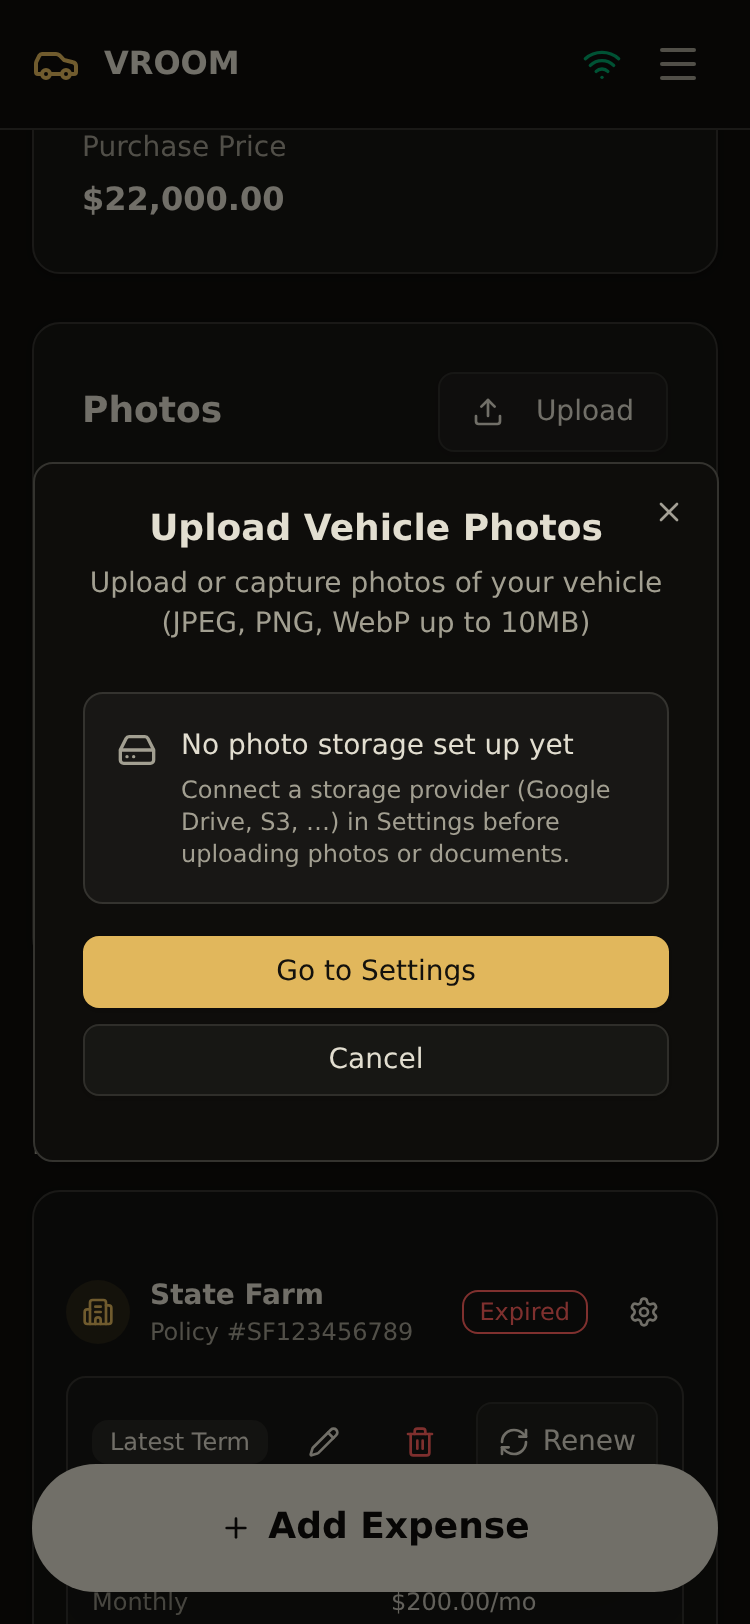 VROOM
Purchase Price
$22,000.00
Photos
Upload
Upload Vehicle Photos
Upload or capture photos of your vehicle
(JPEG, PNG, WebP up to 10MB)
No photo storage set up yet
Connect a storage provider (Google
Drive, S3, ...) in Settings before
uploading photos or documents.
Go to Settings
Cancel
State Farm
Expired
Policy #SF123456789
Latest Term
Renew
+ Add Expense
Monthly
$200.00/mo